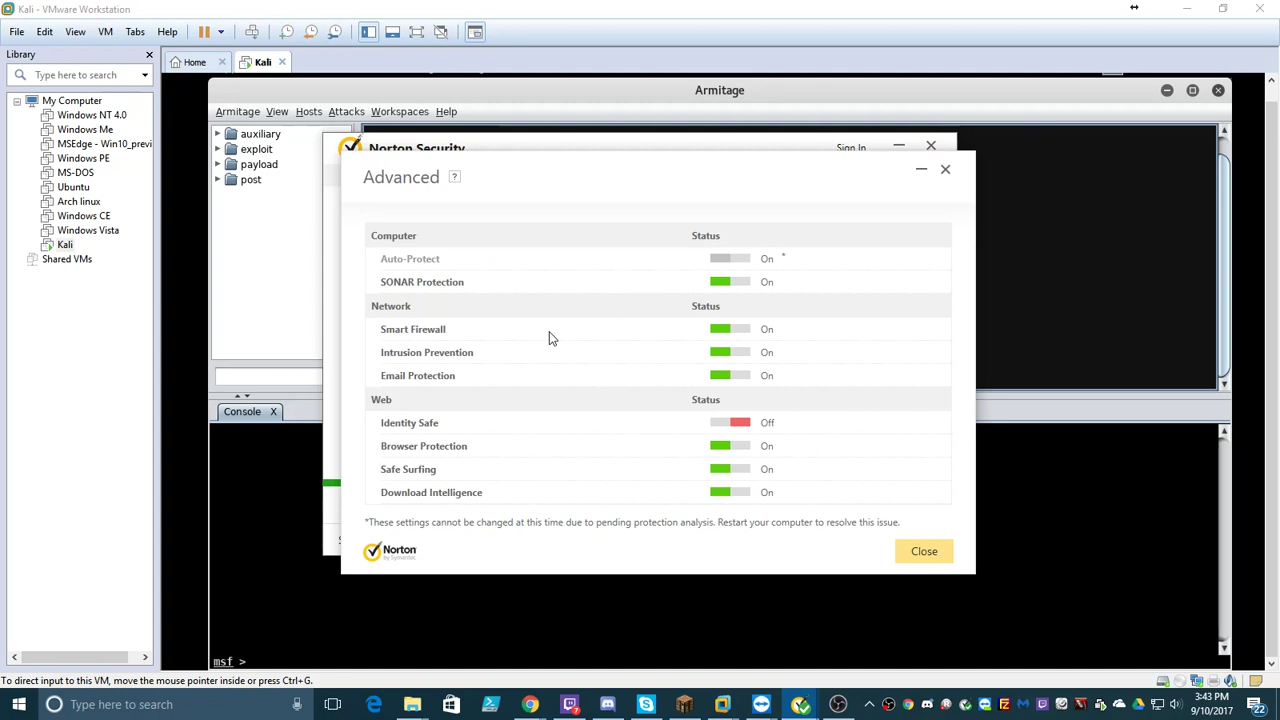 Kali - VMware Workstation
File Edit View VM Tabs Help
Library
Type here to search
My Computer
Windows NT 4.0
Windows Me
MSEdge - Win10_previ
Windows PE
MS-DOS
Ubuntu
Arch linux
Windows CE
Windows Vista
Kali
Shared VMs
Home Kali
Armitage
Armitage View Hosts Attacks Workspaces Help
auxiliary
exploit
payload
post
Norton Security Sign In
Advanced ?
Computer Status
Auto-Protect On *
SONAR Protection On
Network Status
Smart Firewall On
Intrusion Prevention On
Email Protection On
Web Status
Identity Safe Off
Browser Protection On
Safe Surfing On
Download Intelligence On
*These settings cannot be changed at this time due to pending protection analysis. Restart your computer to resolve this issue.
Norton
by Symantec
Close
Console X
msf >
To direct input to this VM, move the mouse pointer inside or press Ctrl+G.
Type here to search
3:43 PM
9/10/2017
22